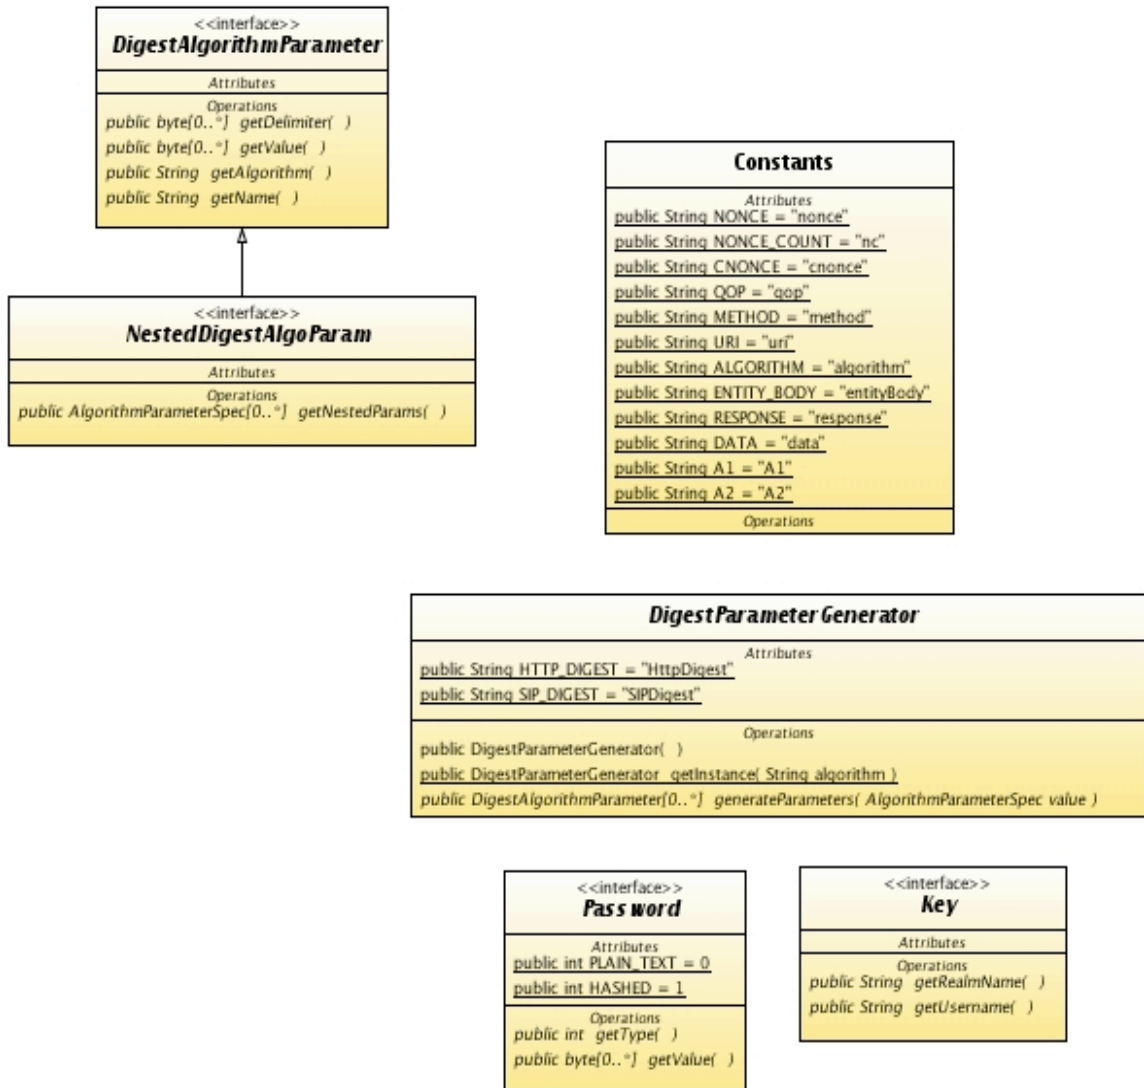 <<interface>>
DigestAlgorithmParameter
Attributes
Operations
public byte[0..*] getDelimiter( )
public byte[0..*] getValue( )
public String getAlgorithm( )
public String getName( )
<<interface>>
NestedDigestAlgoParam
Attributes
Operations
public AlgorithmParameterSpec[0..*] getNestedParams( )
Constants
Attributes
public String NONCE = "nonce"
public String NONCE_COUNT = "nc"
public String CNONCE = "cnonce"
public String QOP = "qop"
public String METHOD = "method"
public String URI = "uri"
public String ALGORITHM = "algorithm"
public String ENTITY_BODY = "entityBody"
public String RESPONSE = "response"
public String DATA = "data"
public String A1 = "A1"
public String A2 = "A2"
Operations
DigestParameterGenerator
Attributes
public String HTTP_DIGEST = "HttpDigest"
public String SIP_DIGEST = "SIPDigest"
Operations
public DigestParameterGenerator( )
public DigestParameterGenerator getInstance( String algorithm )
public DigestAlgorithmParameter[0..*] generateParameters( AlgorithmParameterSpec value )
<<interface>>
Password
Attributes
public int PLAIN_TEXT = 0
public int HASHED = 1
Operations
public int getType( )
public byte[0..*] getValue( )
<<interface>>
Key
Attributes
Operations
public String getRealmName( )
public String getUsername( )